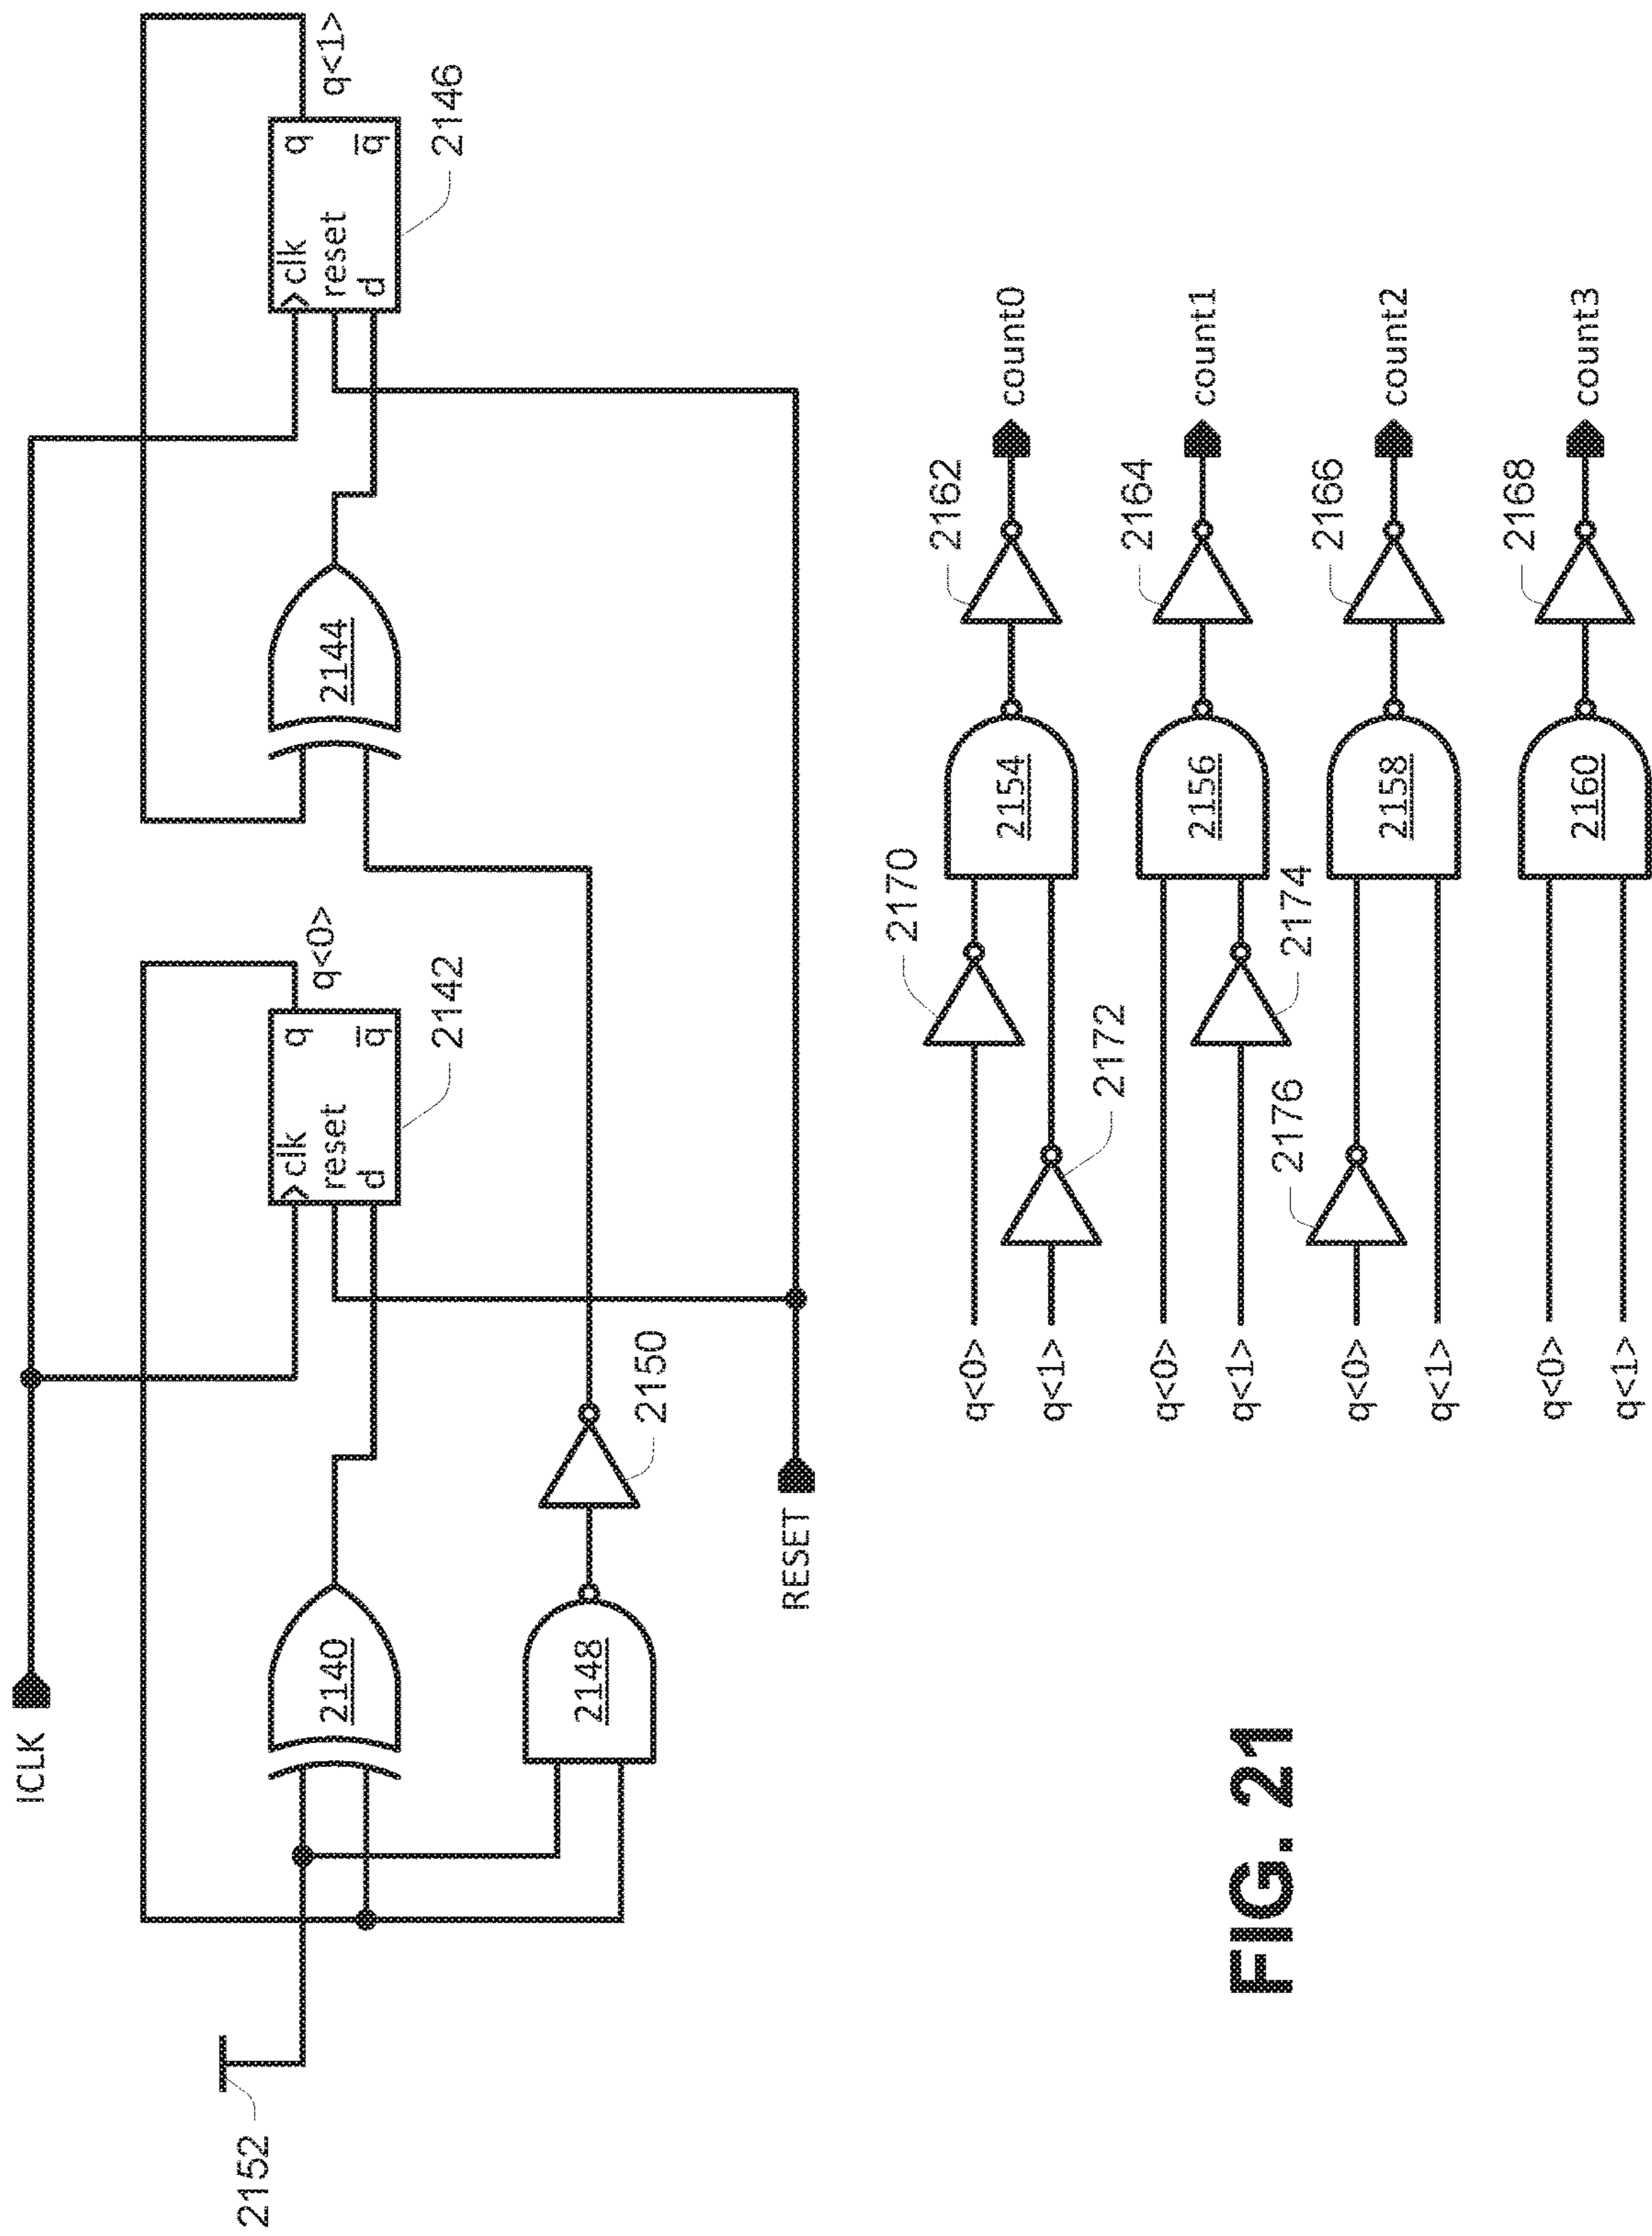 ICLK
2152
2140
2148
2150
RESET
clk
reset
d
q
q̅
q<0>
2142
2144
clk
reset
d
q
q̅
q<1>
2146
q<0>
q<1>
2170
2172
2154
2162
count0
q<0>
q<1>
2174
2156
2164
count1
q<0>
q<1>
2176
2158
2166
count2
q<0>
q<1>
2160
2168
count3
FIG. 21